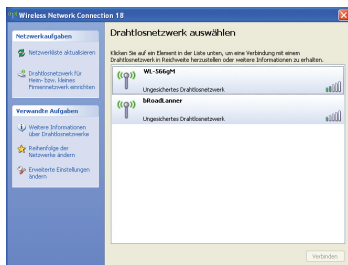 Wireless Network Connection 18
Netzwerkaufgaben
Netzwerkliste aktualisieren
Drahtlosnetzwerk für
Heim- bzw. kleines
Firmennetzwerk einrichten
Verwandte Aufgaben
Weitere Informationen
über Drahtlosnetzwerke
Reihenfolge der
Netzwerke ändern
Erweiterte Einstellungen
ändern
Drahtlosnetzwerk auswählen
Klicken Sie auf ein Element in der Liste unten, um eine Verbindung mit einem
Drahtlosnetzwerk in Reichweite herzustellen oder weitere Informationen zu erhalten.
WL-566gM
Ungesichertes Drahtlosnetzwerk
bRoadLanner
Ungesichertes Drahtlosnetzwerk
Verbinden